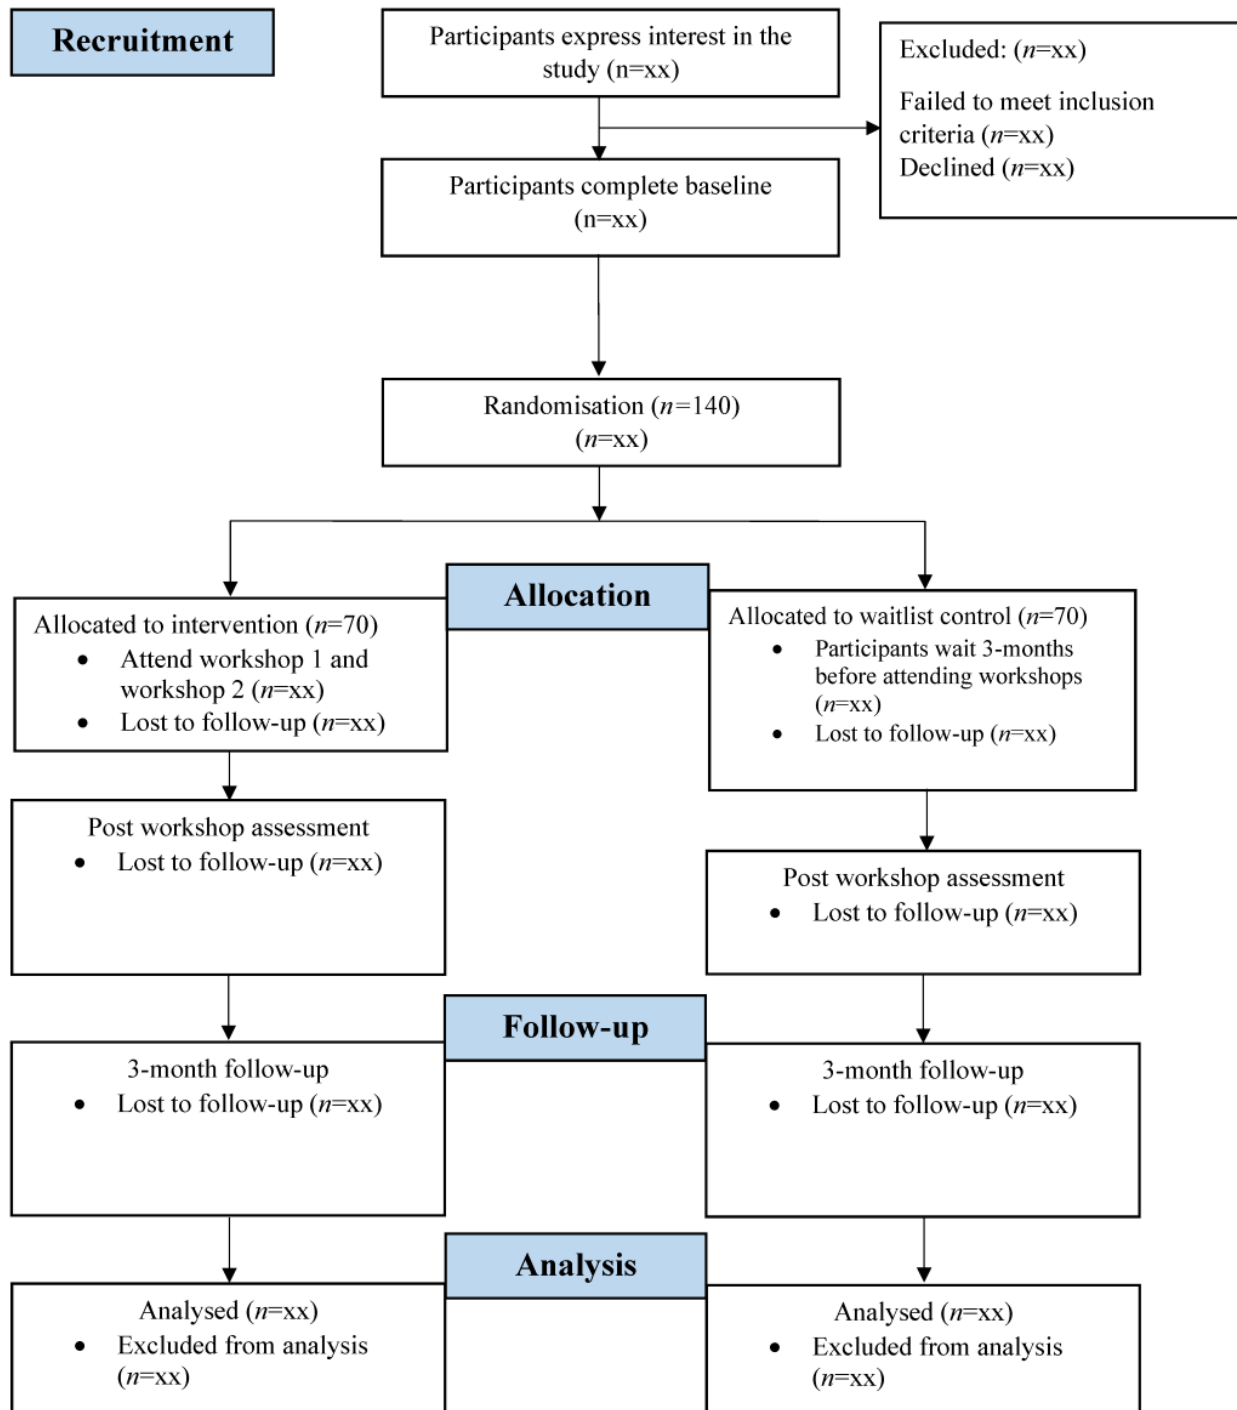 Recruitment
Participants express interest in the
study (n=xx)
Excluded: (n=xx)
Failed to meet inclusion
criteria (n=xx)
Declined (n=xx)
Participants complete baseline
(n=xx)
Randomisation (n=140)
(n=xx)
Allocation
Allocated to intervention (n=70)
• Attend workshop 1 and
workshop 2 (n=xx)
• Lost to follow-up (n=xx)
Allocated to waitlist control (n=70)
• Participants wait 3-months
before attending workshops
(n=xx)
• Lost to follow-up (n=xx)
Post workshop assessment
• Lost to follow-up (n=xx)
Post workshop assessment
• Lost to follow-up (n=xx)
Follow-up
3-month follow-up
• Lost to follow-up (n=xx)
3-month follow-up
• Lost to follow-up (n=xx)
Analysis
Analysed (n=xx)
• Excluded from analysis
(n=xx)
Analysed (n=xx)
• Excluded from analysis
(n=xx)